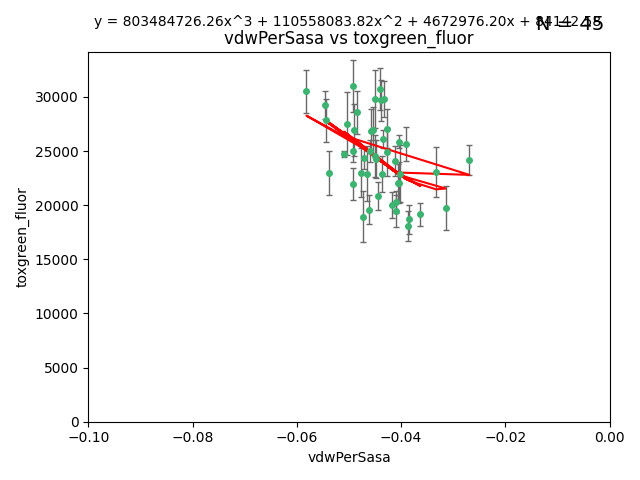 y = 803484726.26x^3 + 110558083.82x^2 + 4672976.20x + 84142.58
N = 45
vdwPerSasa vs toxgreen_fluor
30000
25000
20000
15000
10000
5000
0
toxgreen_fluor
−0.10
−0.08
−0.06
−0.04
−0.02
0.00
vdwPerSasa